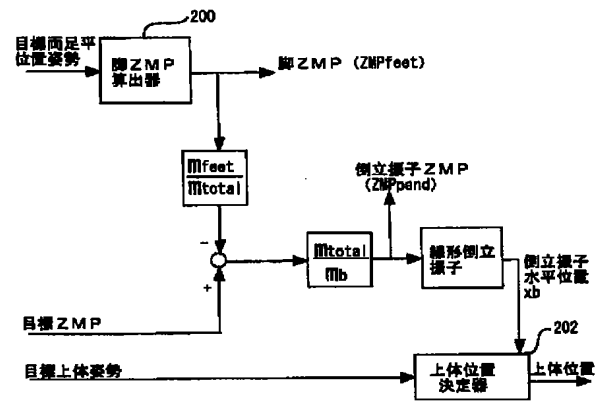 200
目標両足平
位置姿勢
脚ZMP
算出器
脚ZMP (ZMPfeet)
mfeet
mtotal
倒立振子ZMP
(ZMPpend)
−
+
mtotal
mb
線形倒立
振子
倒立振子
水平位置
xb
目標ZMP
202
目標上体姿勢
上体位置
決定器
上体位置